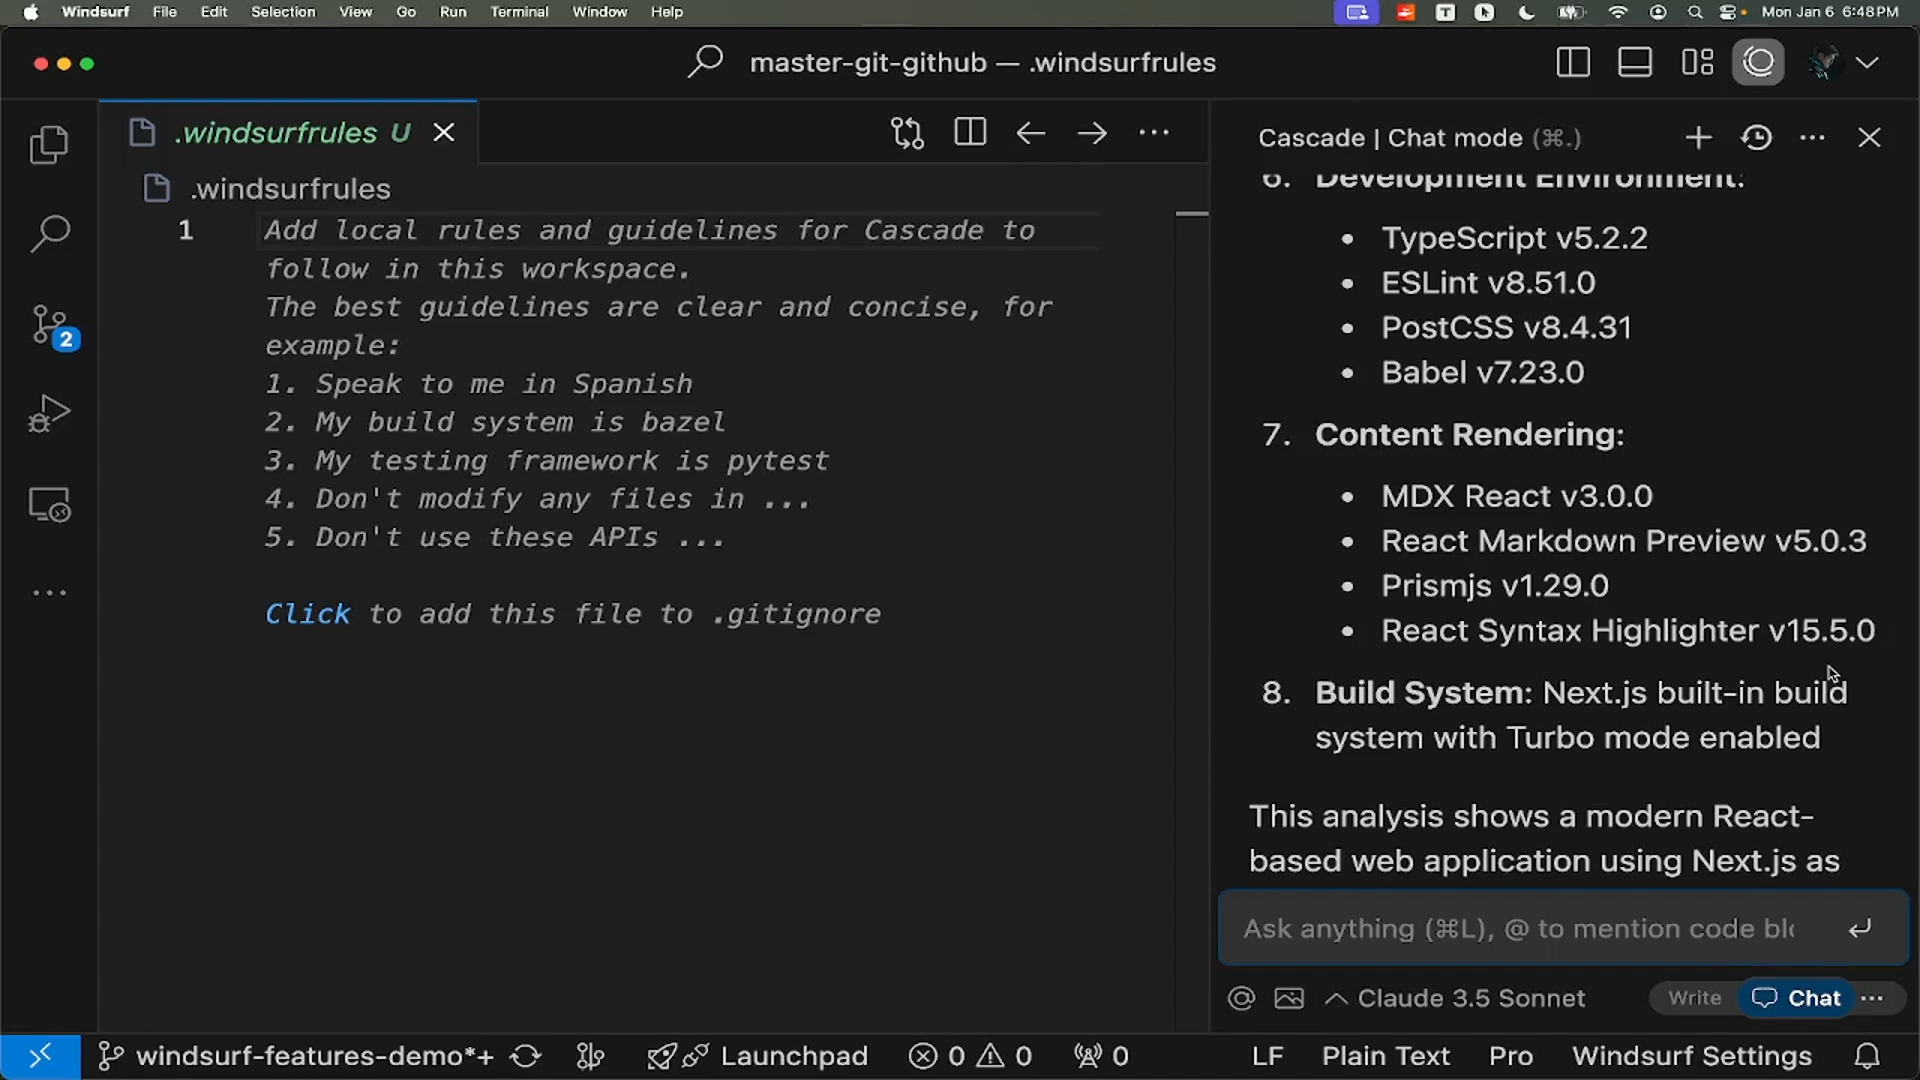 Windsurf File Edit Selection View Go Run Terminal Window Help
Mon Jan 6 6:48 PM
master-git-github — .windsurfrules
.windsurfrules U
.windsurfrules
1
Add local rules and guidelines for Cascade to
follow in this workspace.
The best guidelines are clear and concise, for
example:
1. Speak to me in Spanish
2. My build system is bazel
3. My testing framework is pytest
4. Don't modify any files in ...
5. Don't use these APIs ...
Click to add this file to .gitignore
2
Cascade | Chat mode (⌘.)
6. Development Environment:
• TypeScript v5.2.2
• ESLint v8.51.0
• PostCSS v8.4.31
• Babel v7.23.0
7. Content Rendering:
• MDX React v3.0.0
• React Markdown Preview v5.0.3
• Prismjs v1.29.0
• React Syntax Highlighter v15.5.0
8. Build System: Next.js built-in build
system with Turbo mode enabled
This analysis shows a modern React-
based web application using Next.js as
Ask anything (⌘L), @ to mention code blo
Claude 3.5 Sonnet
Write Chat
windsurf-features-demo*+ Launchpad 0 0 0
LF Plain Text Pro Windsurf Settings